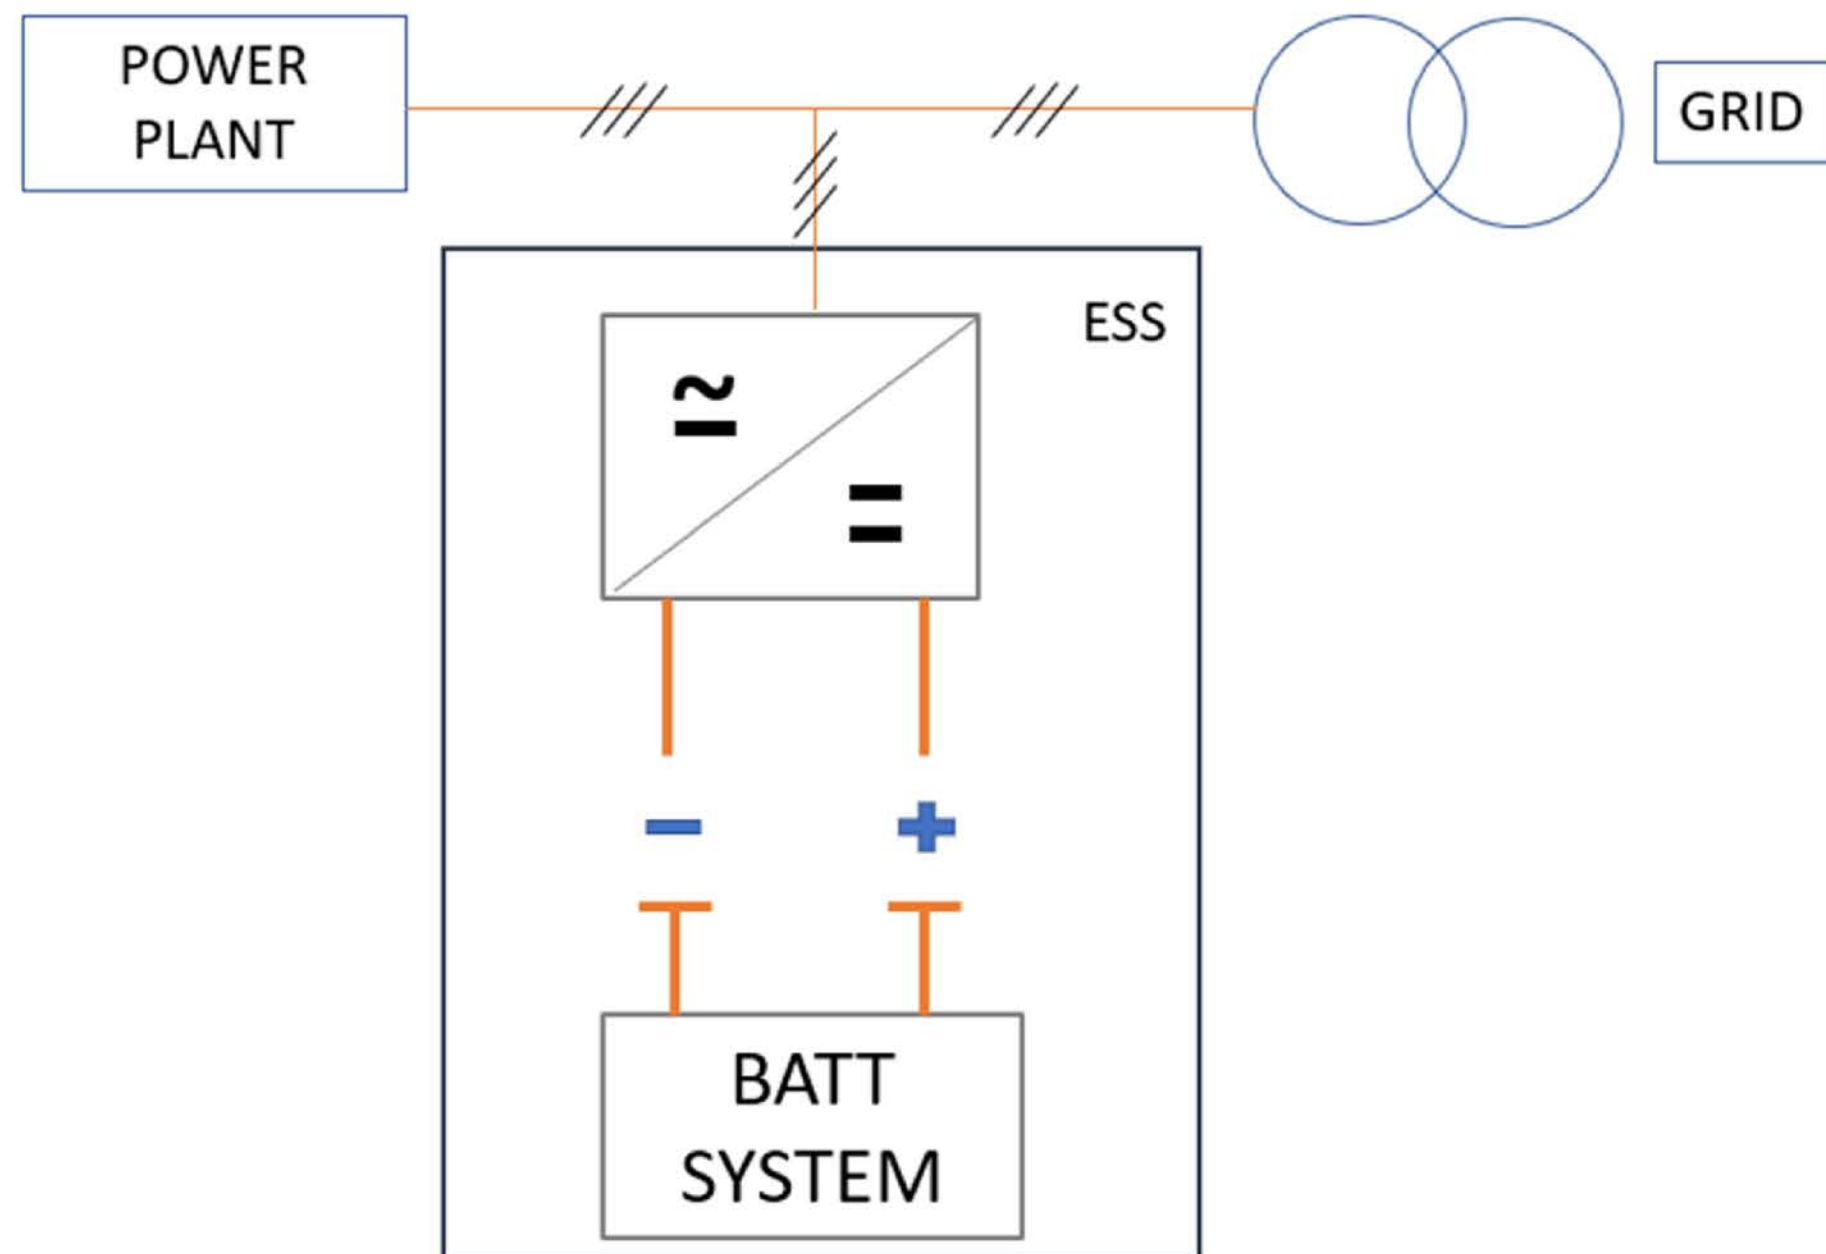 POWER
PLANT
GRID
ESS
~
=
− +
BATT
SYSTEM